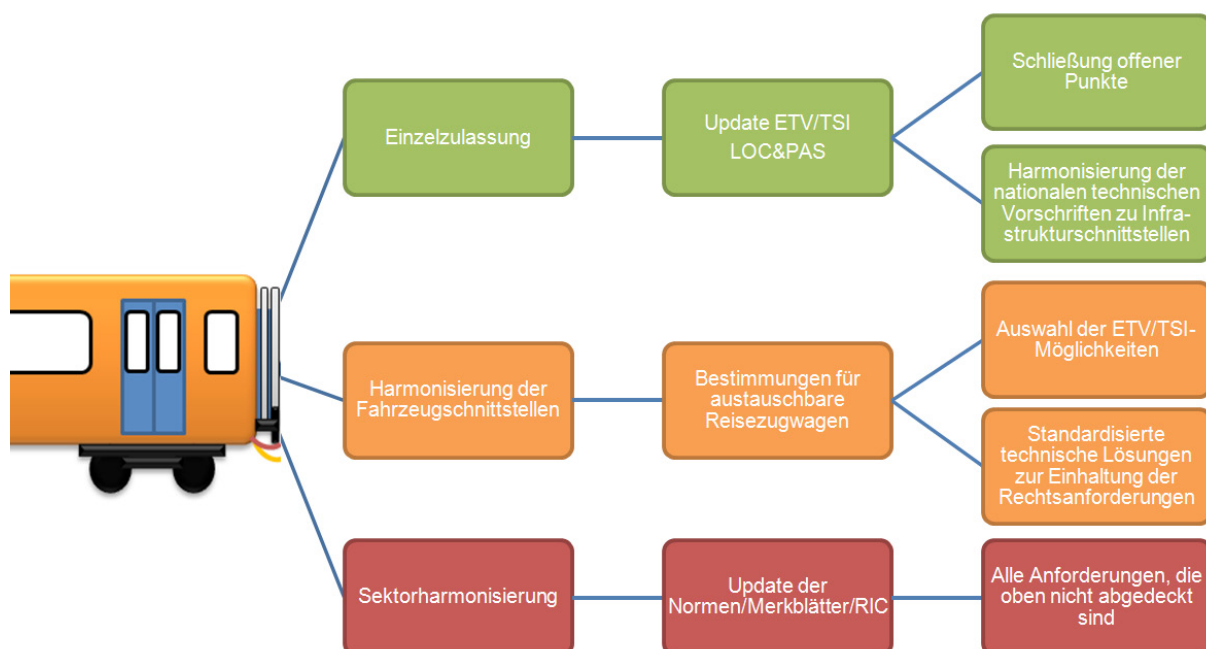 Einzelzulassung
Update ETV/TSI
LOC&PAS
Schließung offener
Punkte
Harmonisierung der
nationalen technischen
Vorschriften zu Infra-
strukturschnittstellen
Harmonisierung der
Fahrzeugschnittstellen
Bestimmungen für
austauschbare
Reisezugwagen
Auswahl der ETV/TSI-
Möglichkeiten
Standardisierte
technische Lösungen
zur Einhaltung der
Rechtsanforderungen
Sektorharmonisierung
Update der
Normen/Merkblätter/RIC
Alle Anforderungen, die
oben nicht abgedeckt
sind